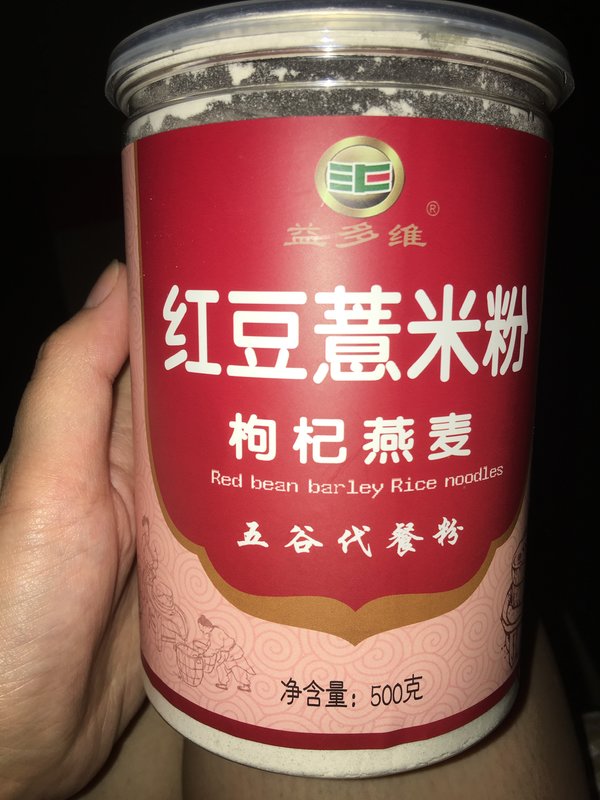 ®
益多维
红豆薏米粉
枸杞燕麦
Red bean barley Rice noodles
五谷代餐粉
净含量：500克